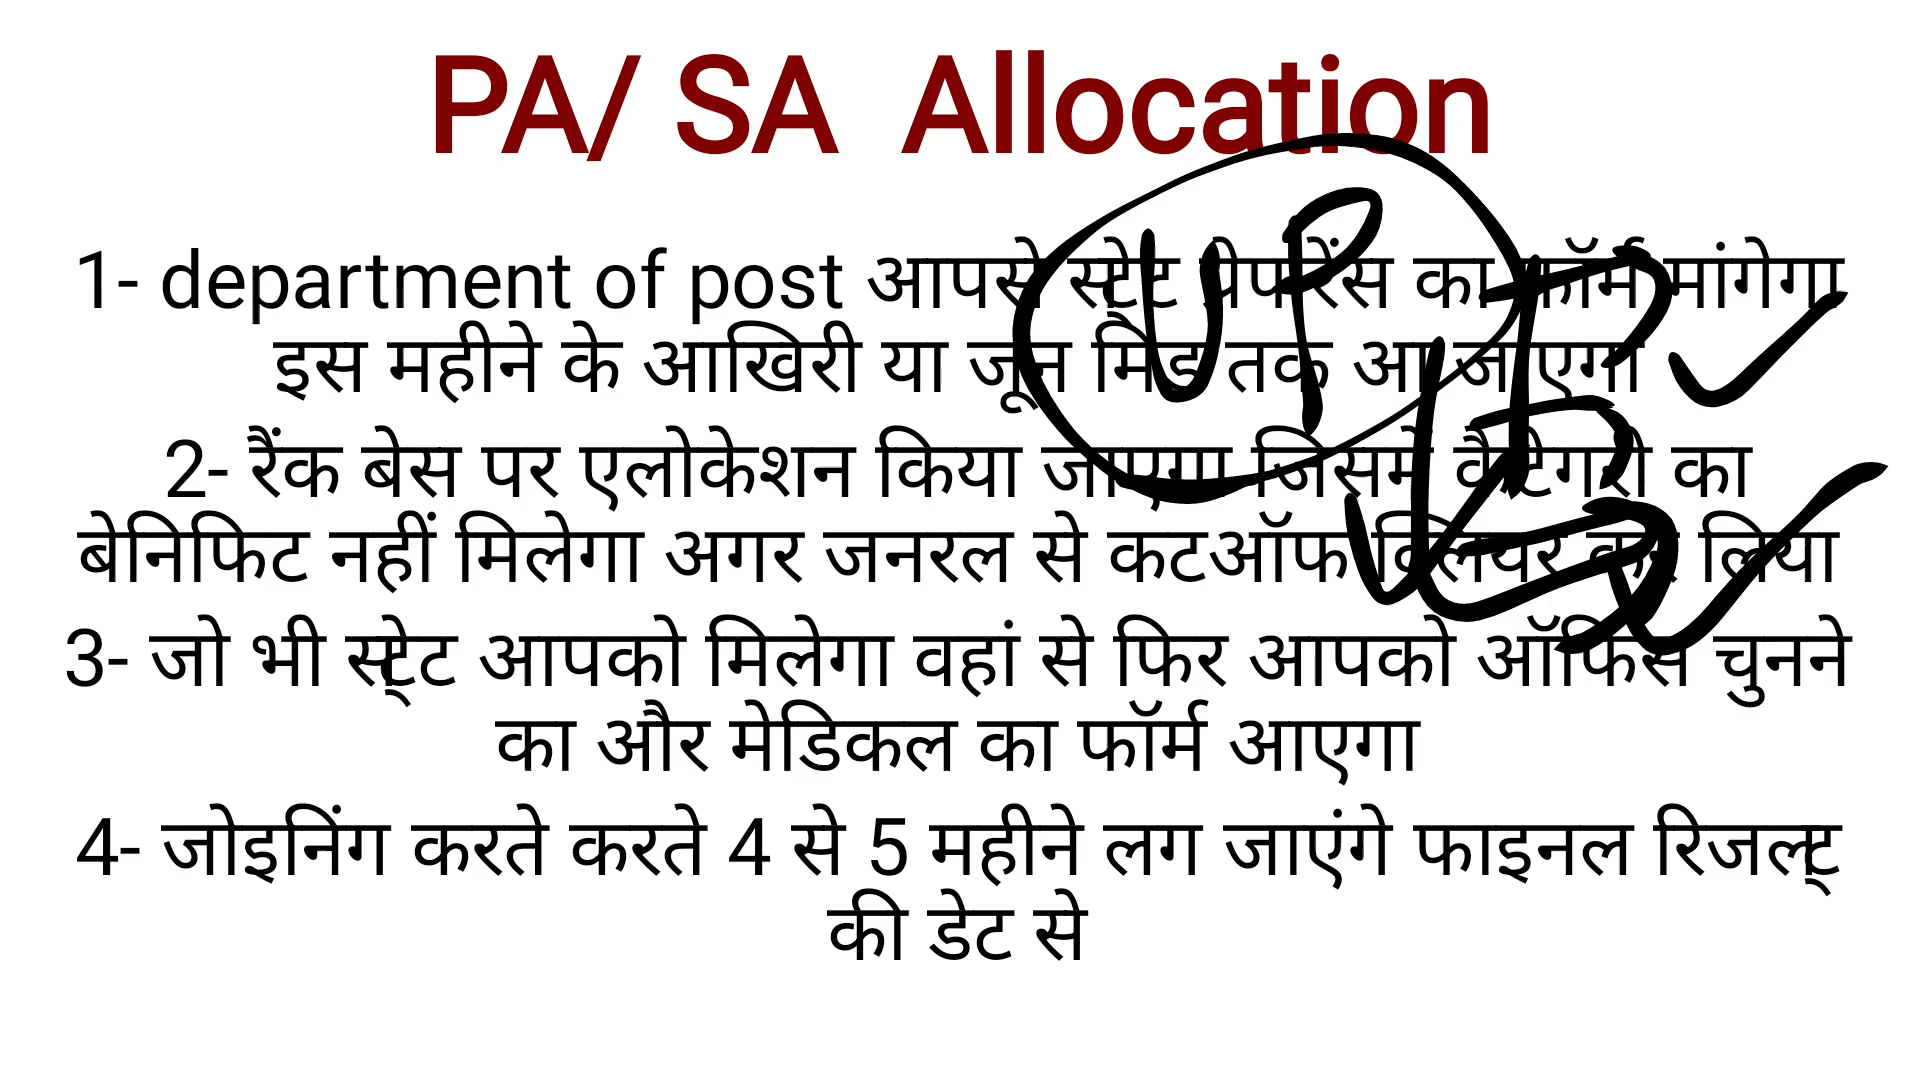 PA/ SA Allocation
1- department of post आपसे स्टेट प्रेफरेंस का फॉर्म मांगेगा
इस महीने के आखिरी या जून मिड तक आ जाएगा
2- रैंक बेस पर एलोकेशन किया जाएगा जिसमें कैटेगरी का
बेनिफिट नहीं मिलेगा अगर जनरल से कटऑफ क्लियर कर लिया
3- जो भी स्टेट आपको मिलेगा वहां से फिर आपको ऑफिस चुनने
का और मेडिकल का फॉर्म आएगा
4- जोइनिंग करते करते 4 से 5 महीने लग जाएंगे फाइनल रिजल्ट
की डेट से
UP